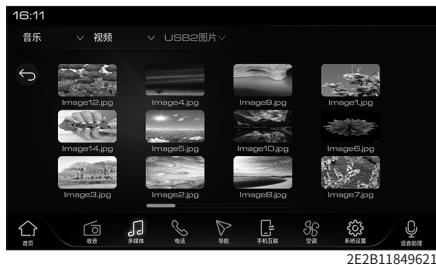 16:11
音乐 视频 USB2图片
Image12.jpg Image4.jpg Image9.jpg Image1.jpg
Image14.jpg Image5.jpg Image10.jpg Image6.jpg
Image3.jpg Image2.jpg Image8.jpg Image7.jpg
首页 收音 多媒体 电话 导航 手机互联 空调 系统设置 语音助理
2E2B11849621